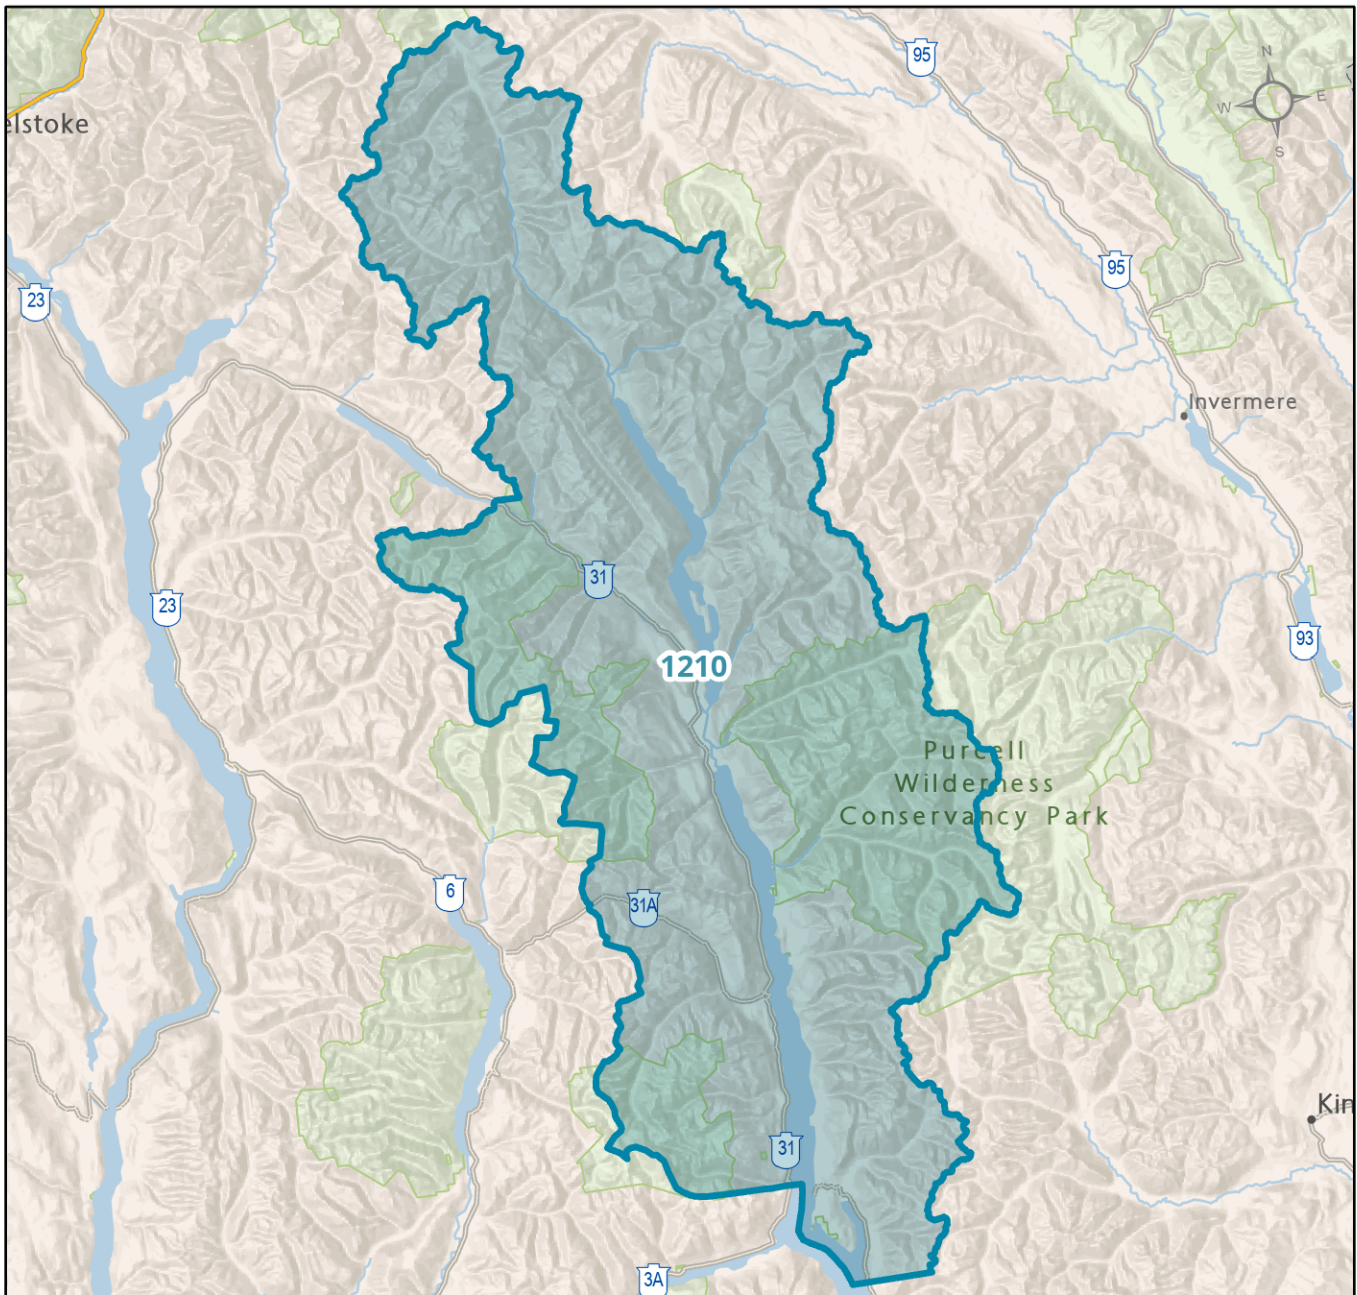 95
N
W
E
S
elstoke
23
95
Invermere
31
23
93
1210
Purcell
Wilderness
Conservancy Park
6
31A
Kin
31
3A